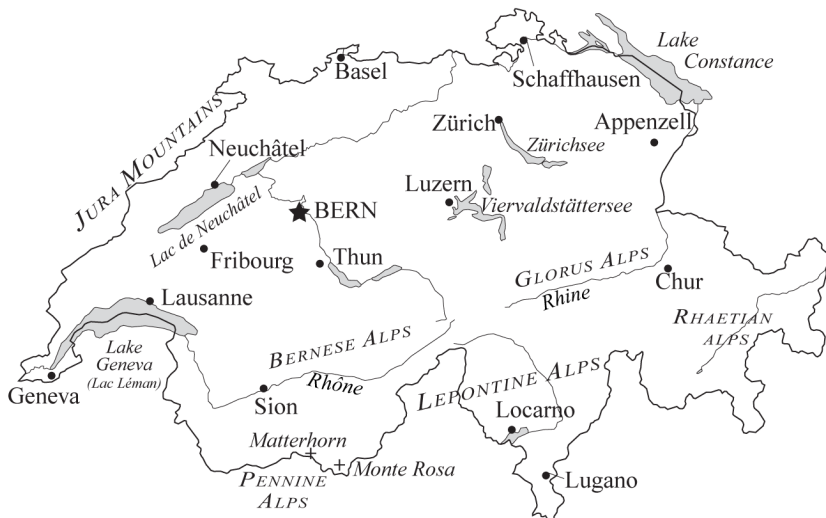 Lake
Constance
Basel
Schaffhausen
Zürich
Appenzell
Zürichsee
JURA MOUNTAINS
Neuchâtel
Luzern
BERN
Viervaldstättersee
Lac de Neuchâtel
Fribourg
Thun
GLORUS ALPS
Rhine
Chur
Lausanne
RHAETIAN
ALPS
BERNESE ALPS
Lake
Geneva
(Lac Léman)
Geneva
Rhône
Sion
LEPONTINE ALPS
Locarno
Matterhorn
Monte Rosa
PENNINE
ALPS
Lugano